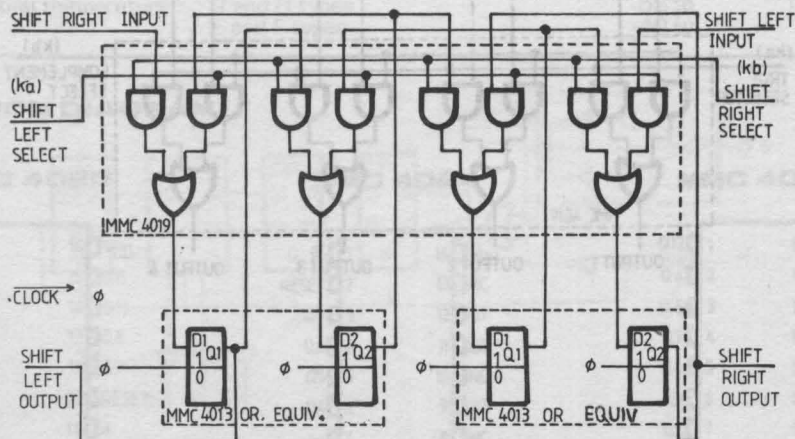 SHIFT RIGHT INPUT
SHIFT LEFT
INPUT
(ka)
(kb)
SHIFT
LEFT
SELECT
SHIFT
RIGHT
SELECT
MMC 4019
CLOCK
ϕ
D1
1 Q1
0
D2
1 Q2
0
D1
1 Q1
0
D2
1 Q2
0
ϕ
ϕ
ϕ
ϕ
SHIFT
LEFT
OUTPUT
SHIFT
RIGHT
OUTPUT
MMC 4013 OR. EQUIV.
MMC 4013 OR EQUIV